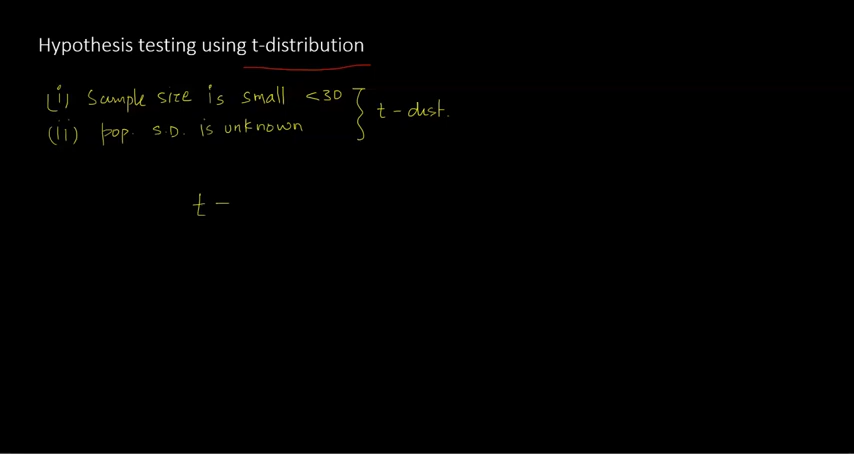 Hypothesis testing using t-distribution
(i) Sample size is small <30
(ii) pop. S.D. is unknown
t - dist.
t -